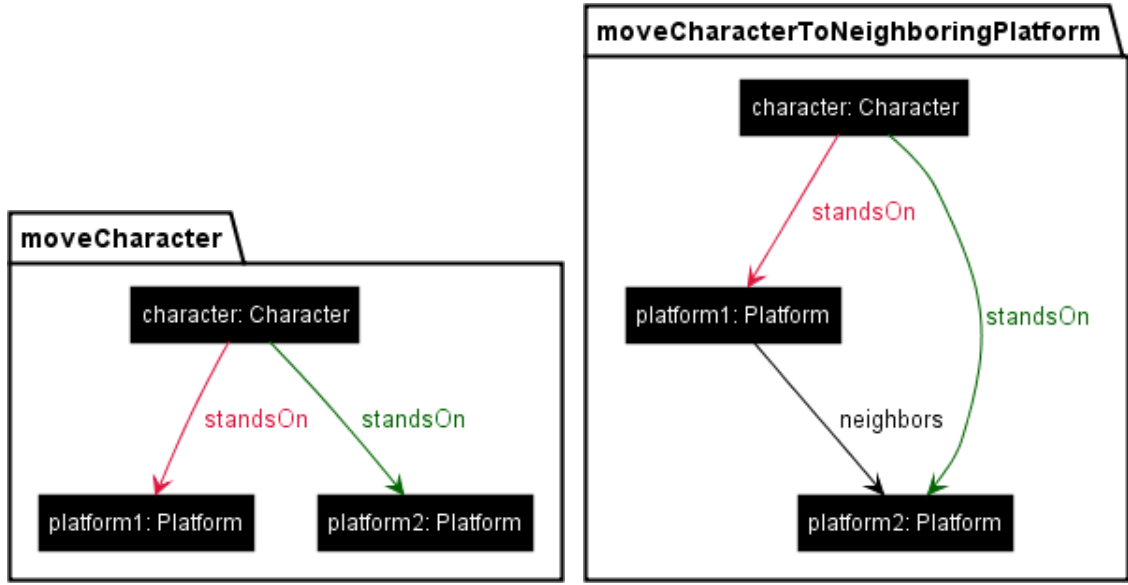 moveCharacter
character: Character
standsOn
standsOn
platform1: Platform
platform2: Platform
moveCharacterToNeighboringPlatform
character: Character
standsOn
platform1: Platform
standsOn
neighbors
platform2: Platform